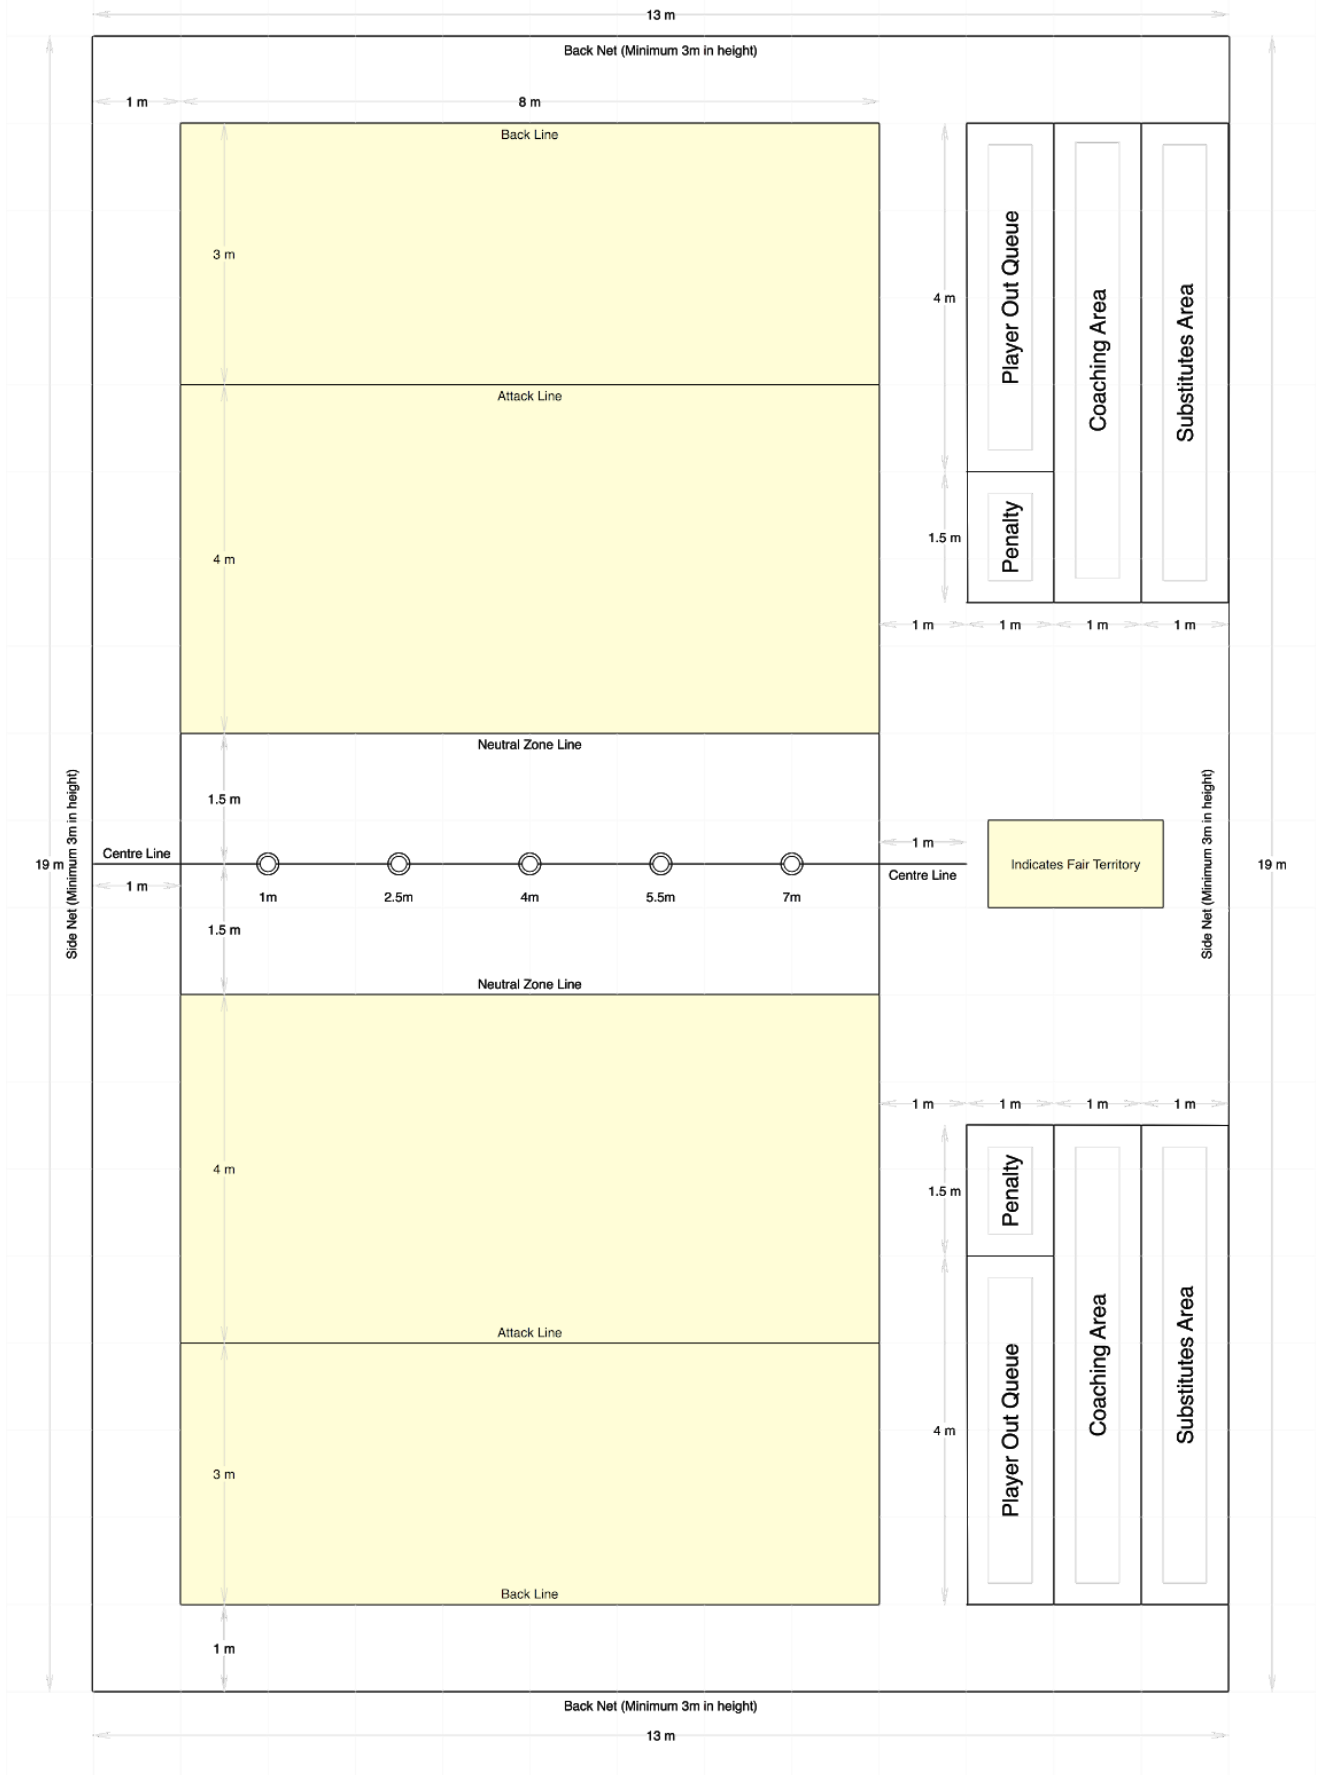 13 m
Back Net (Minimum 3m in height)
1 m
8 m
Back Line
3 m
Attack Line
4 m
Player Out Queue
Coaching Area
Substitutes Area
4 m
Penalty
1.5 m
1 m
1 m
1 m
1 m
Neutral Zone Line
1.5 m
Side Net (Minimum 3m in height)
19 m
Centre Line
1 m
1m
2.5m
4m
5.5m
7m
1 m
Centre Line
Indicates Fair Territory
Side Net (Minimum 3m in height)
19 m
1.5 m
Neutral Zone Line
1 m
1 m
1 m
1 m
4 m
Penalty
1.5 m
Attack Line
Player Out Queue
Coaching Area
Substitutes Area
4 m
3 m
Back Line
1 m
Back Net (Minimum 3m in height)
13 m